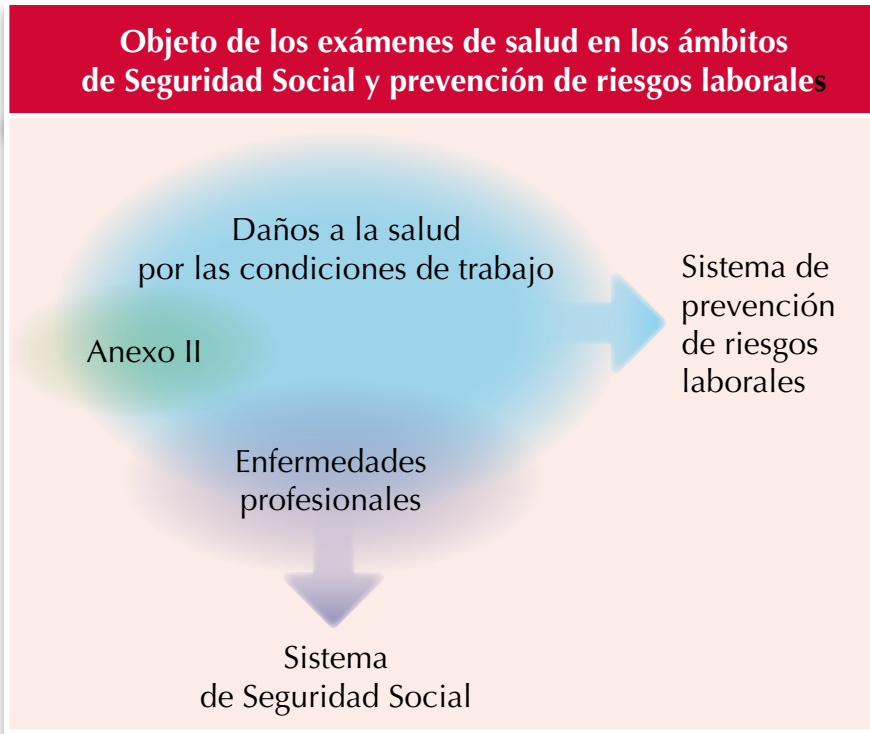 Objeto de los exámenes de salud en los ámbitos
de Seguridad Social y prevención de riesgos laborales
Daños a la salud
por las condiciones de trabajo
Sistema de
prevención
de riesgos
laborales
Anexo II
Enfermedades
profesionales
Sistema
de Seguridad Social